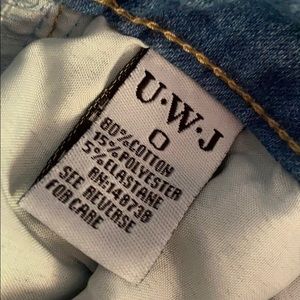 U•W•J
0
80%COTTON
15%POLYESTER
5%ELASTANE
RN:148738
SEE REVERSE
FOR CARE